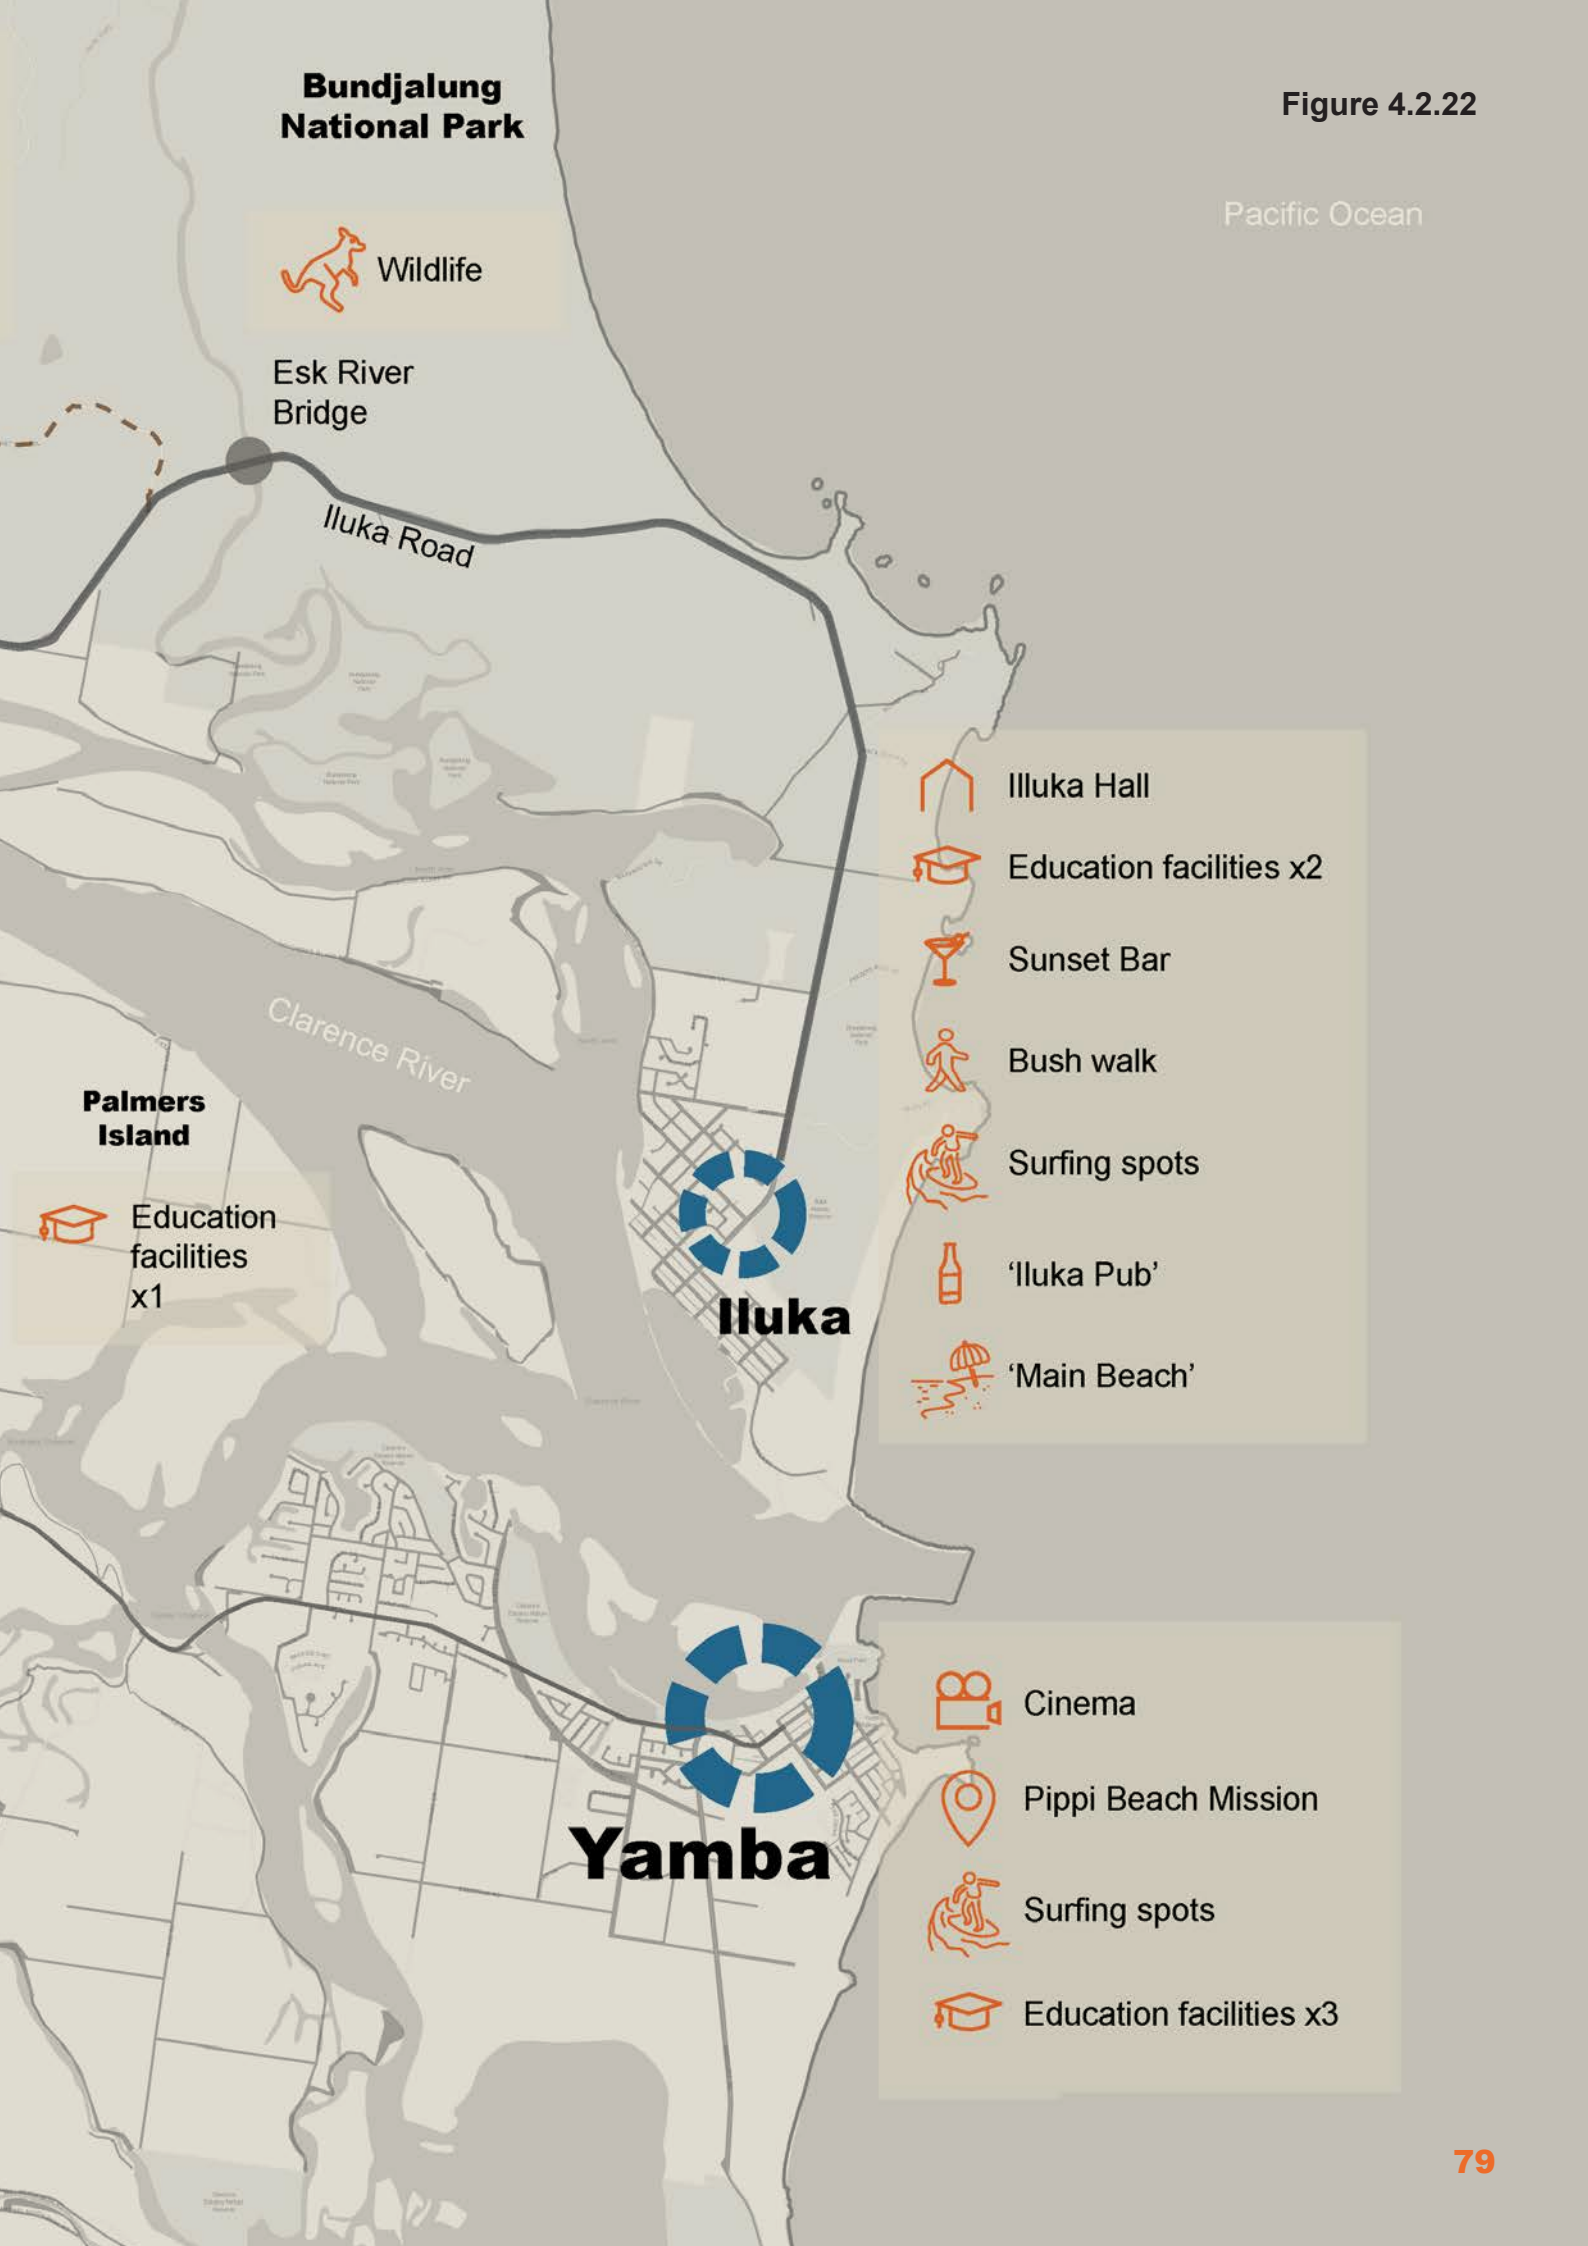 Bundjalung
National Park
Figure 4.2.22
Pacific Ocean
Wildlife
Esk River
Bridge
Iluka Road
Illuka Hall
Education facilities x2
Sunset Bar
Bush walk
Surfing spots
'Iluka Pub'
'Main Beach'
Clarence River
Palmers
Island
Education
facilities
x1
Iluka
Cinema
Pippi Beach Mission
Surfing spots
Education facilities x3
Yamba
79